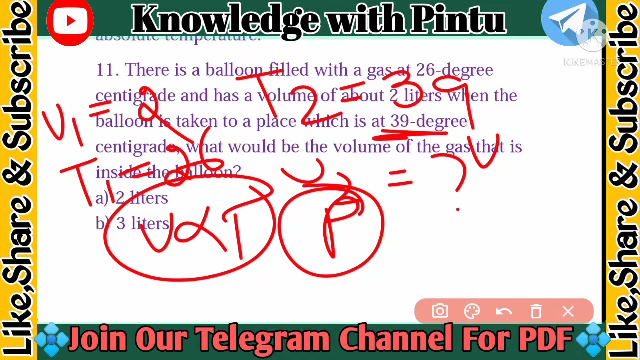 Knowledge with Pintu
absolute temperature.
11. There is a balloon filled with a gas at 26-degree
centigrade and has a volume of about 2 liters when the
balloon is taken to a place which is at 39-degree
centigrade, what would be the volume of the gas that is
inside the balloon?
a) 2 liters
b) 3 liters
V1 = 2
T1 = 26
T2 = 39
V2 = ?
V∝T
P
KINEMASTER
Like,Share & Subscribe
Like,Share & Subscribe
Join Our Telegram Channel For PDF